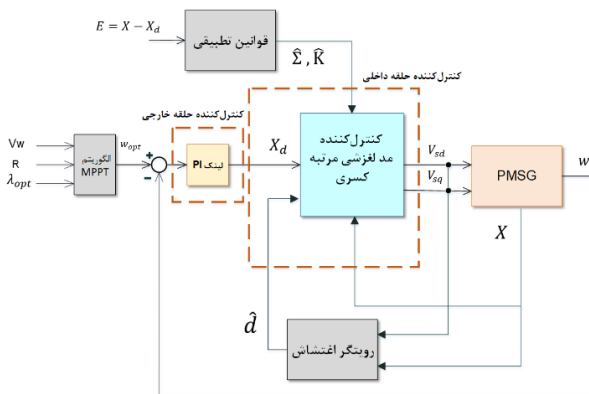 E = X − X_d
قوانین تطبیقی
Σ̂ , K̂
کنترل‌کننده حلقه داخلی
کنترل‌کننده حلقه خارجی
Vw
R
λ_opt
الگوریتم
MPPT
w_opt
+
−
لینک PI
X_d
کنترل‌کننده
مد لغزشی مرتبه
کسری
V_sd
V_sq
PMSG
w
X
d̂
رویتگر اغتشاش